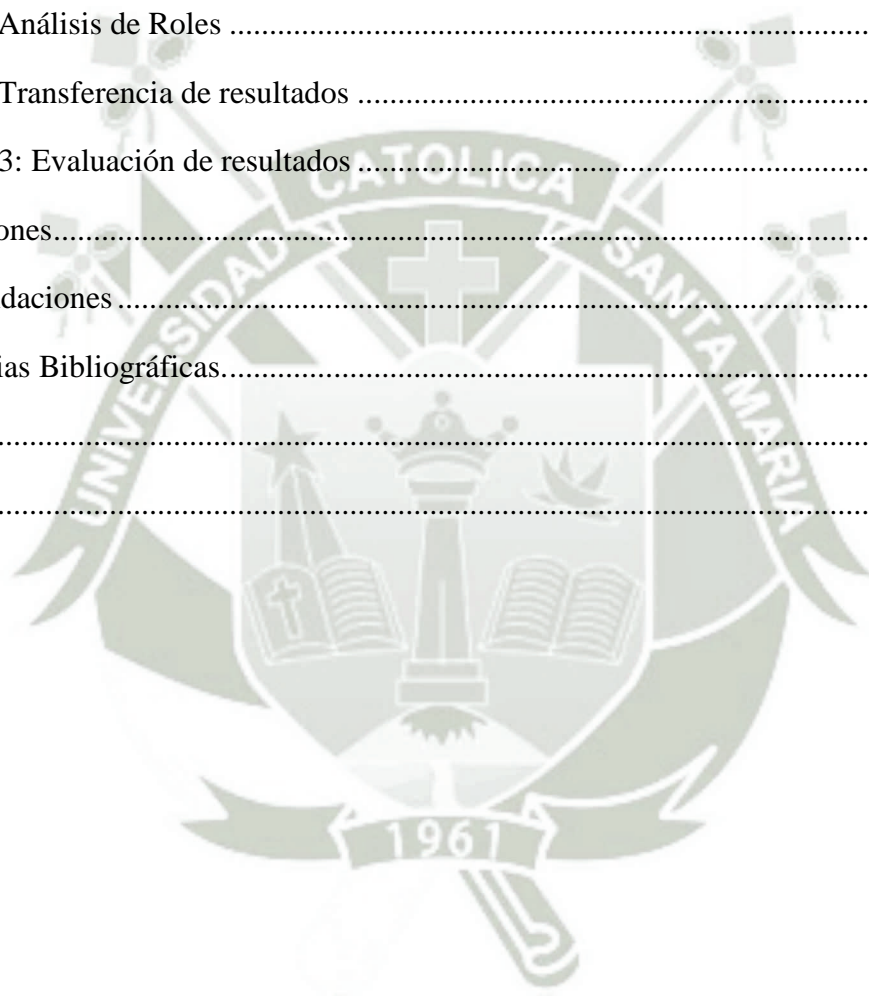 Análisis de Roles ................................................................................
Transferencia de resultados ................................................................
3: Evaluación de resultados ................................................................
ones......................................................................................................
daciones ..............................................................................................
ias Bibliográficas.................................................................................
.............................................................................................................
.............................................................................................................
UNIVERSIDAD CATOLICA SANTA MARIA
1961